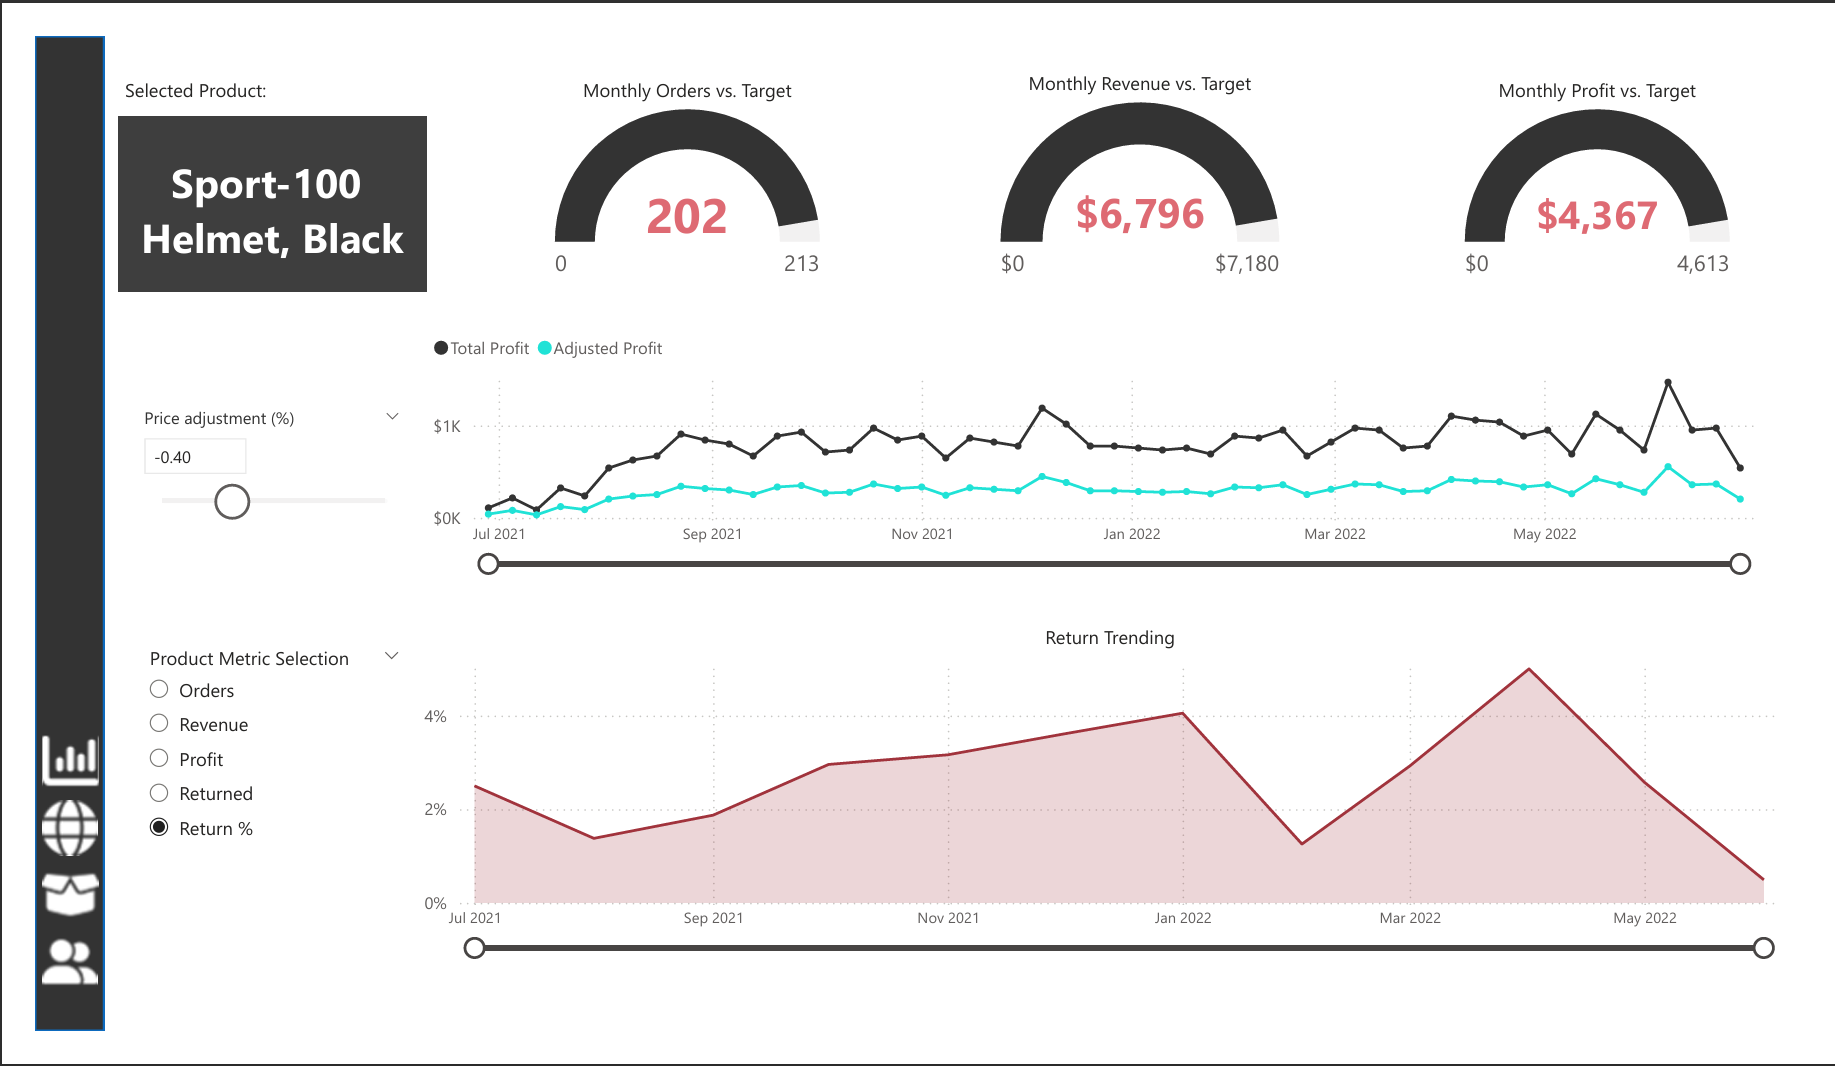 Selected Product:
Sport-100
Helmet, Black
Monthly Orders vs. Target
202
0
213
Monthly Revenue vs. Target
$6,796
$0
$7,180
Monthly Profit vs. Target
$4,367
$0
4,613
Price adjustment (%)
-0.40
Total Profit Adjusted Profit
$1K
$0K
Jul 2021 Sep 2021 Nov 2021 Jan 2022 Mar 2022 May 2022
Product Metric Selection
Orders
Revenue
Profit
Returned
Return %
Return Trending
4%
2%
0%
Jul 2021 Sep 2021 Nov 2021 Jan 2022 Mar 2022 May 2022